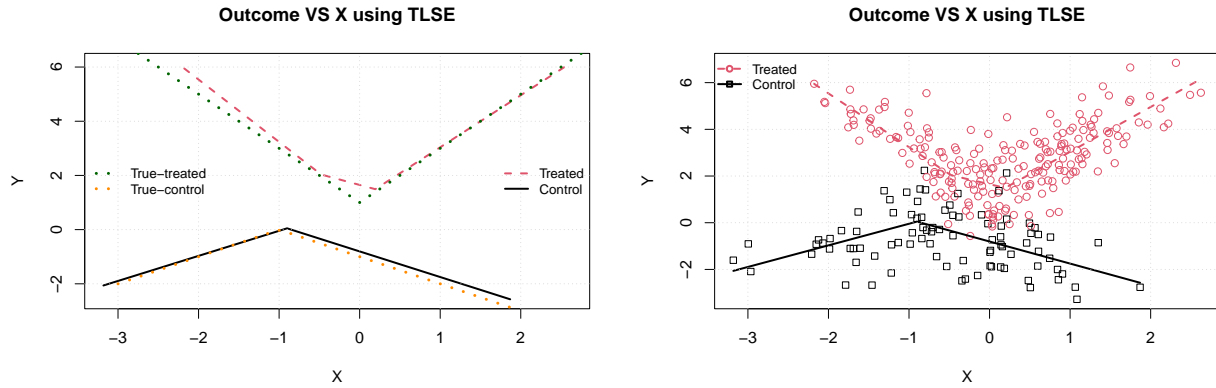 Outcome VS X using TLSE
Y
6
4
2
0
−2
True−treated
True−control
Treated
Control
−3 −2 −1 0 1 2
X
Outcome VS X using TLSE
Y
6
4
2
0
−2
Treated
Control
−3 −2 −1 0 1 2
X